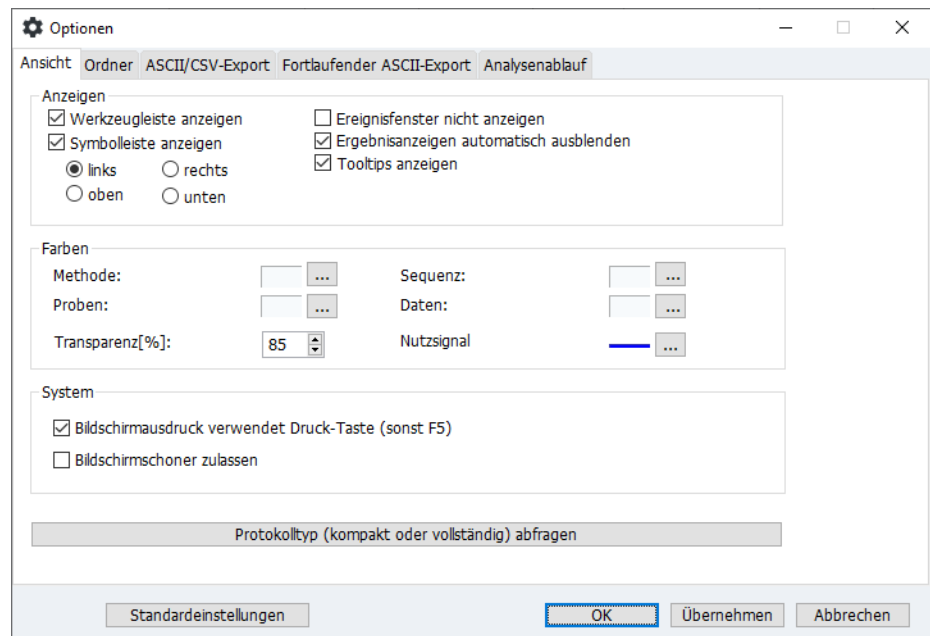 Optionen
Ansicht Ordner ASCII/CSV-Export Fortlaufender ASCII-Export Analysenablauf
Anzeigen
Werkzeugleiste anzeigen
Symbolleiste anzeigen
links rechts
oben unten
Ereignisfenster nicht anzeigen
Ergebnisanzeigen automatisch ausblenden
Tooltips anzeigen
Farben
Methode: ... Sequenz: ...
Proben: ... Daten: ...
Transparenz[%]: 85 Nutzsignal ...
System
Bildschirmausdruck verwendet Druck-Taste (sonst F5)
Bildschirmschoner zulassen
Protokolltyp (kompakt oder vollständig) abfragen
Standardeinstellungen OK Übernehmen Abbrechen